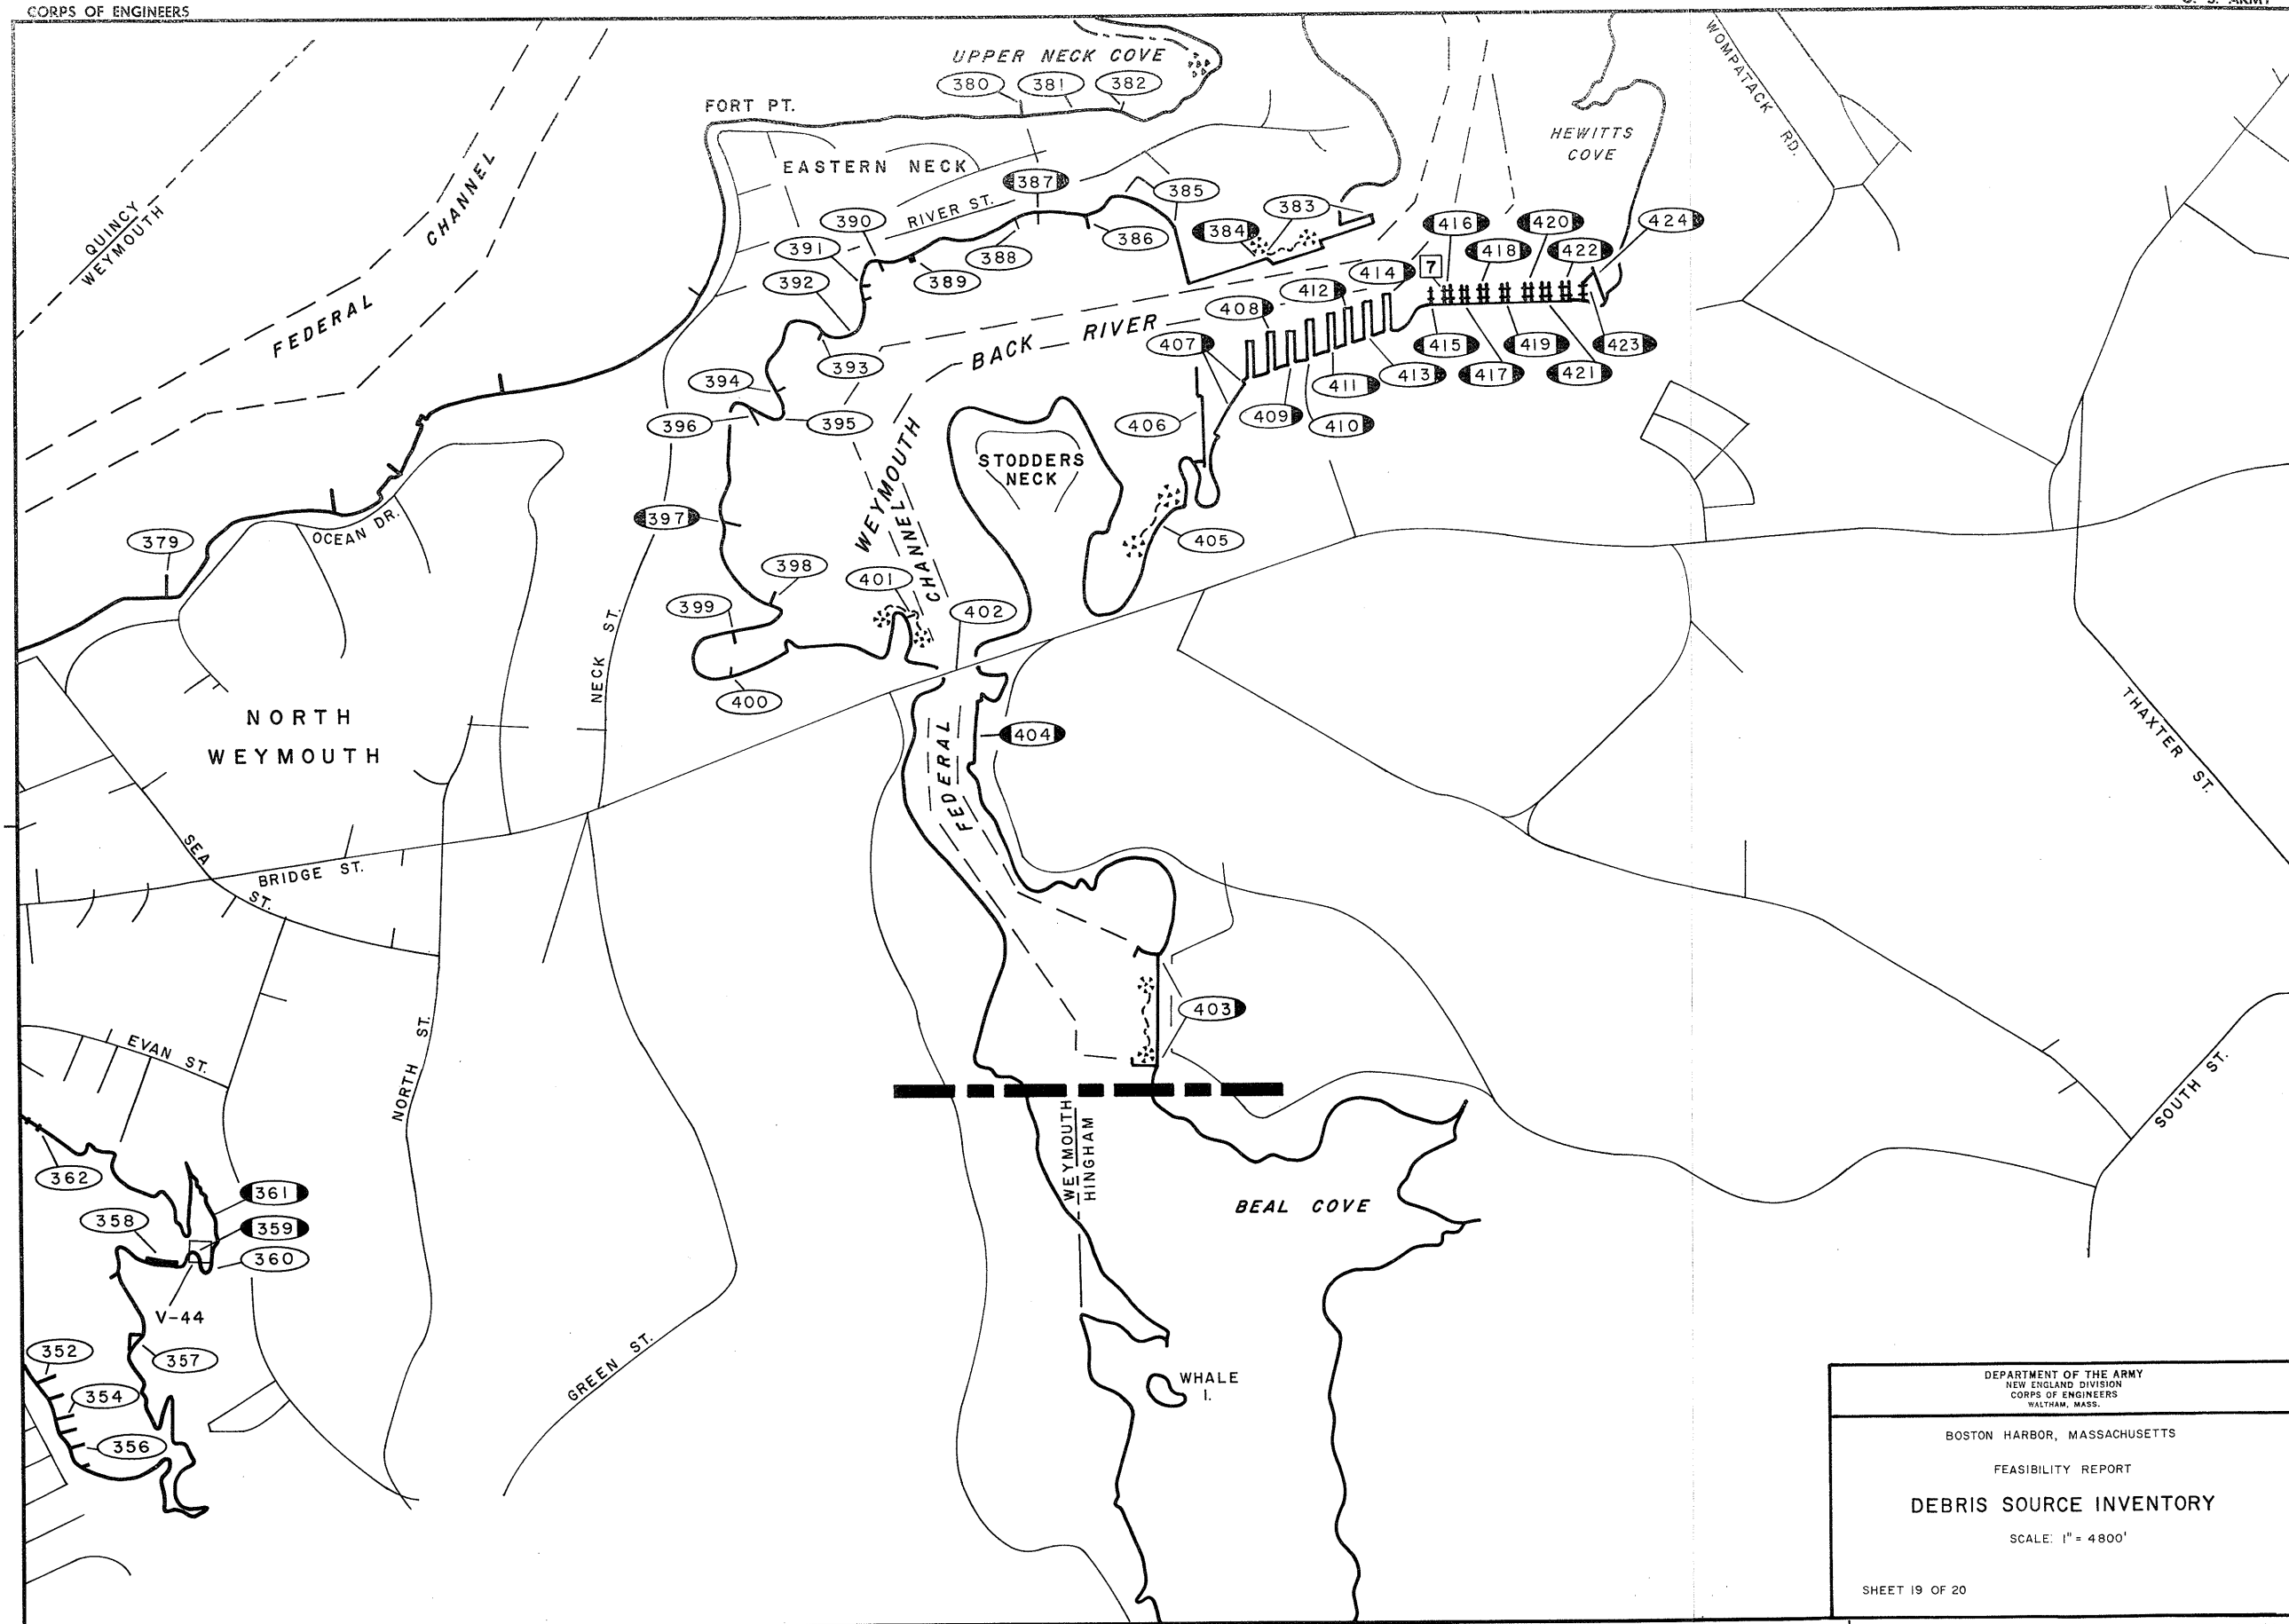 CORPS OF ENGINEERS
U. S. ARMY
UPPER NECK COVE
380
381
382
FORT PT.
WOMPATACK RD.
HEWITTS
COVE
EASTERN NECK
387
385
383
RIVER ST.
390
391
392
388
386
389
384
416
420
424
418
422
414
7
412
408
QUINCY
WEYMOUTH
FEDERAL CHANNEL
BACK RIVER
407
415
419
423
393
394
411
413
417
421
396
395
406
409
410
STODDERS
NECK
WEYMOUTH
CHANNEL
397
379
OCEAN DR.
405
398
401
399
402
NECK ST.
400
NORTH
WEYMOUTH
404
FEDERAL
THAXTER ST.
SEA
ST.
BRIDGE ST.
403
EVAN ST.
NORTH ST.
SOUTH ST.
WEYMOUTH
HINGHAM
362
361
358
359
360
BEAL COVE
V-44
352
357
354
356
GREEN ST.
WHALE
I.
DEPARTMENT OF THE ARMY
NEW ENGLAND DIVISION
CORPS OF ENGINEERS
WALTHAM, MASS.
BOSTON HARBOR, MASSACHUSETTS
FEASIBILITY REPORT
DEBRIS SOURCE INVENTORY
SCALE: 1" = 4800'
SHEET 19 OF 20